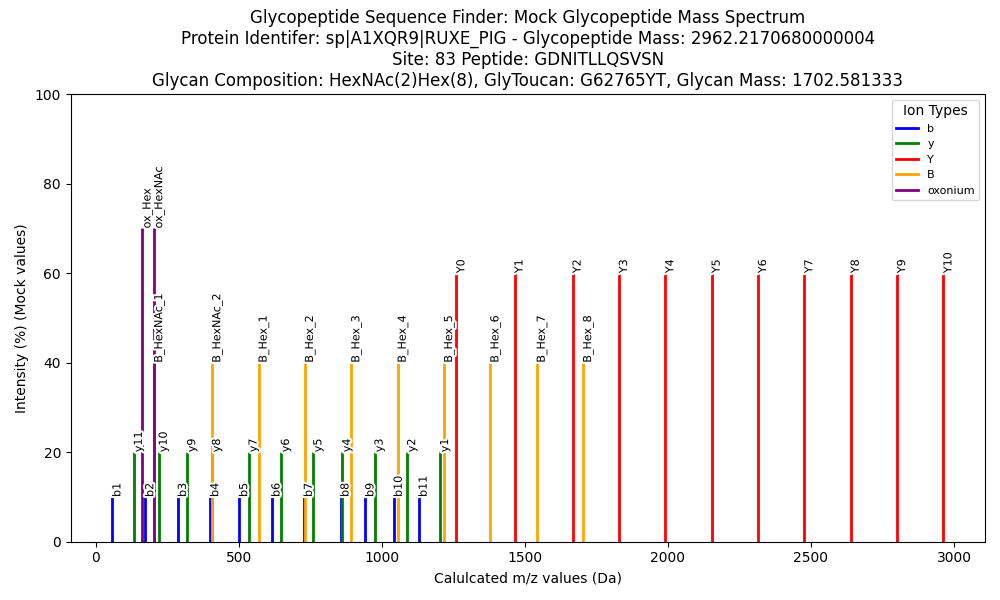 Glycopeptide Sequence Finder: Mock Glycopeptide Mass Spectrum
Protein Identifer: sp|A1XQR9|RUXE_PIG - Glycopeptide Mass: 2962.2170680000004
Site: 83 Peptide: GDNITLLQSVSN
Glycan Composition: HexNAc(2)Hex(8), GlyToucan: G62765YT, Glycan Mass: 1702.581333
Intensity (%) (Mock values)
100
80
60
40
20
0
Ion Types
b
y
Y
B
oxonium
ox_Hex
ox_HexNAc
Y0
Y1
Y2
Y3
Y4
Y5
Y6
Y7
Y8
Y9
Y10
B_HexNAc_1
B_HexNAc_2
B_Hex_1
B_Hex_2
B_Hex_3
B_Hex_4
B_Hex_5
B_Hex_6
B_Hex_7
B_Hex_8
y11
y10
y9
y8
y7
y6
y5
y4
y3
y2
y1
b1
b2
b3
b4
b5
b6
b7
b8
b9
b10
b11
0
500
1000
1500
2000
2500
3000
Calulcated m/z values (Da)